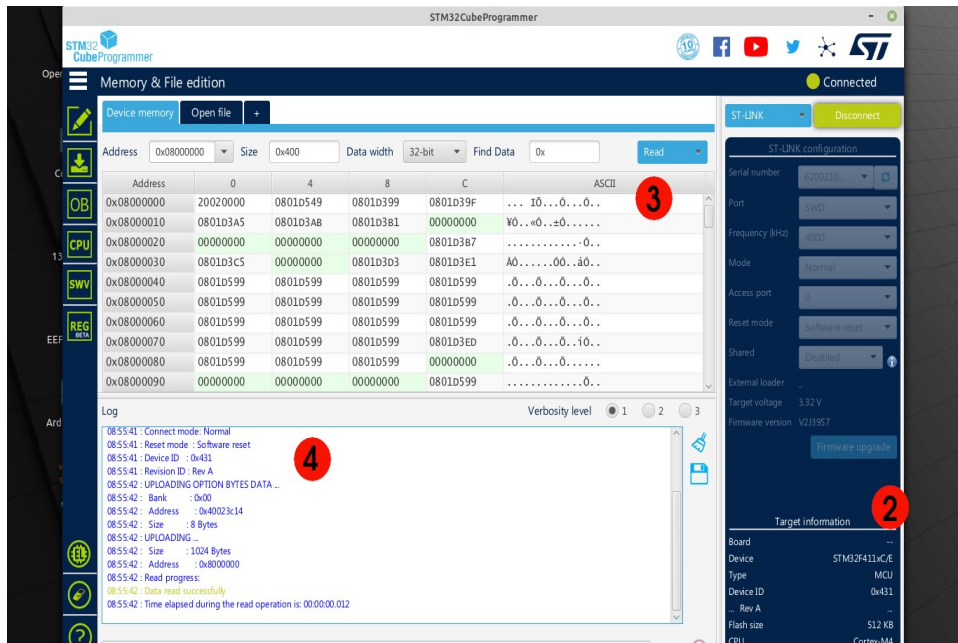 STM32CubeProgrammer
STM32
CubeProgrammer
ST
Memory & File edition
Connected
Device memory Open file +
ST-LINK Disconnect
Address 0x08000000 Size 0x400 Data width 32-bit Find Data 0x Read
Address 0 4 8 C ASCII
0x08000000 20020000 0801D549 0801D399 0801D39F ... IÕ...Ó...Ó..
0x08000010 0801D3A5 0801D3AB 0801D3B1 00000000 ¥Ó..«Ó..±Ó......
0x08000020 00000000 00000000 00000000 0801D3B7 ............·Ó..
0x08000030 0801D3C5 00000000 0801D3D3 0801D3E1 ÅÓ......ÓÓ..áÓ..
0x08000040 0801D599 0801D599 0801D599 0801D599 .Õ...Õ...Õ...Õ..
0x08000050 0801D599 0801D599 0801D599 0801D599 .Õ...Õ...Õ...Õ..
0x08000060 0801D599 0801D599 0801D599 0801D599 .Õ...Õ...Õ...Õ..
0x08000070 0801D599 0801D599 0801D599 0801D3ED .Õ...Õ...Õ..íÓ..
0x08000080 0801D599 0801D599 0801D599 00000000 .Õ...Õ...Õ......
0x08000090 00000000 00000000 00000000 0801D599 .............Õ..
3
OB
CPU
SWV
REG
BETA
ST-LINK configuration
Serial number 6200210...
Port SWD
Frequency (kHz) 4000
Mode Normal
Access port 0
Reset mode Software reset
Shared Disabled
External loader _
Target voltage 3.32 V
Firmware version V2J39S7
Firmware upgrade
Log Verbosity level 1 2 3
08:55:41 : Connect mode: Normal
08:55:41 : Reset mode : Software reset
08:55:41 : Device ID : 0x431
08:55:41 : Revision ID : Rev A
08:55:42 : UPLOADING OPTION BYTES DATA ...
08:55:42 : Bank : 0x00
08:55:42 : Address : 0x40023c14
08:55:42 : Size : 8 Bytes
08:55:42 : UPLOADING ...
08:55:42 : Size : 1024 Bytes
08:55:42 : Address : 0x8000000
08:55:42 : Read progress:
08:55:42 : Data read successfully
08:55:42 : Time elapsed during the read operation is: 00:00:00.012
4
2
Target information
Board --
Device STM32F411xC/E
Type MCU
Device ID 0x431
... Rev A --
Flash size 512 KB
CPU Cortex-M4